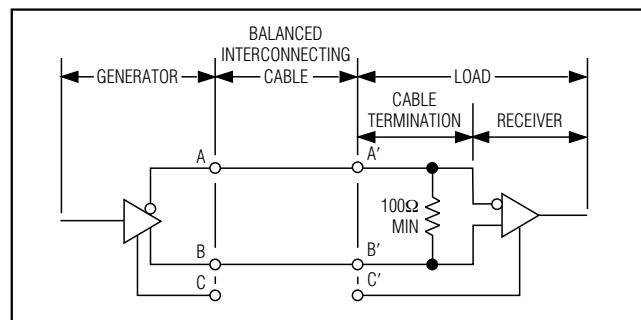 BALANCED
INTERCONNECTING
CABLE
GENERATOR
LOAD
CABLE
TERMINATION
RECEIVER
A
A′
100Ω
MIN
B
B′
C
C′